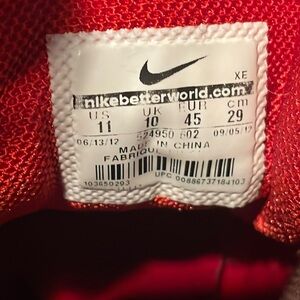 XE
nikebetterworld.com
US UK EUR cm
11 10 45 29
06/13/12 524950 602 09/05/12
MADE IN CHINA
FABRIQUE
103650293 UPC 00886737184103